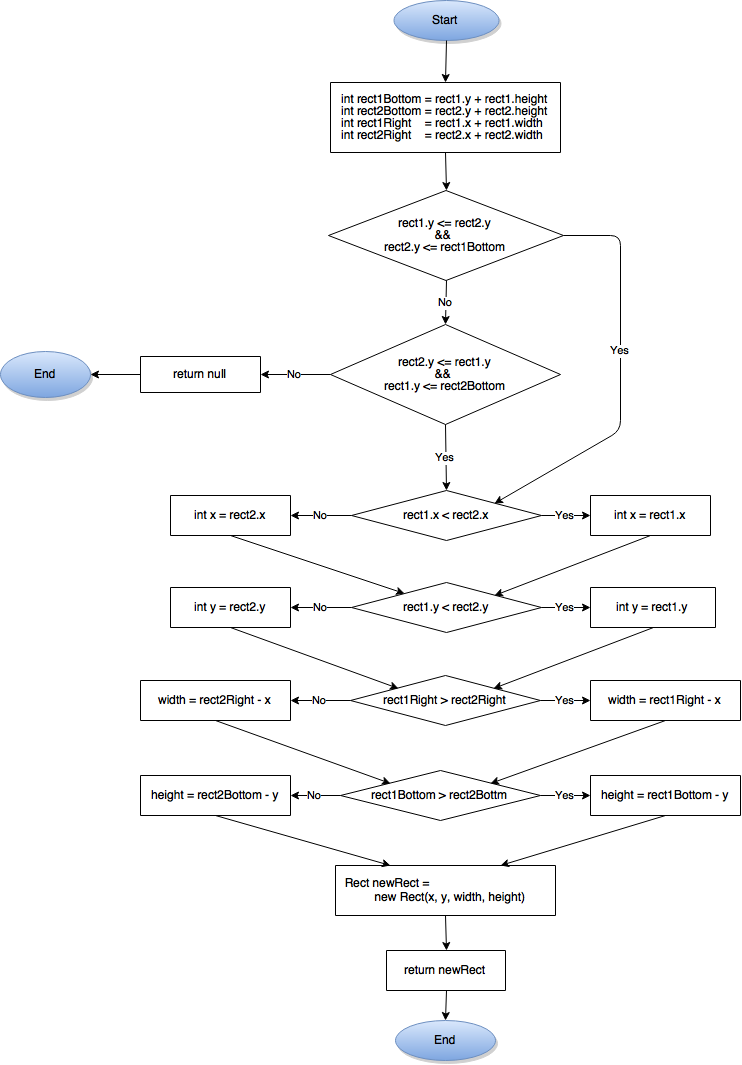 Start
int rect1Bottom = rect1.y + rect1.height
int rect2Bottom = rect2.y + rect2.height
int rect1Right = rect1.x + rect1.width
int rect2Right = rect2.x + rect2.width
rect1.y <= rect2.y
&&
rect2.y <= rect1Bottom
No
Yes
rect2.y <= rect1.y
&&
rect1.y <= rect2Bottom
No
return null
End
Yes
int x = rect2.x
No
rect1.x < rect2.x
Yes
int x = rect1.x
int y = rect2.y
No
rect1.y < rect2.y
Yes
int y = rect1.y
width = rect2Right - x
No
rect1Right > rect2Right
Yes
width = rect1Right - x
height = rect2Bottom - y
No
rect1Bottom > rect2Bottm
Yes
height = rect1Bottom - y
Rect newRect =
new Rect(x, y, width, height)
return newRect
End